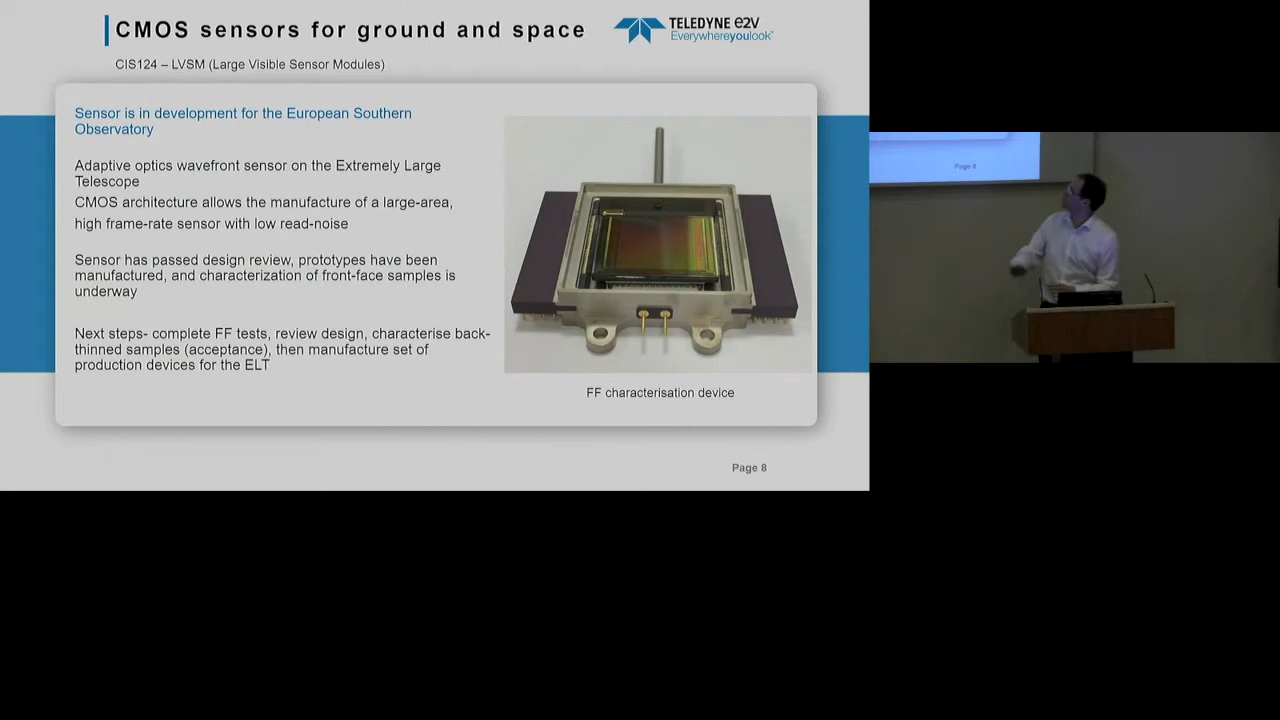 CMOS sensors for ground and space
TELEDYNE e2v
Everywhereyoulook
CIS124 – LVSM (Large Visible Sensor Modules)
Sensor is in development for the European Southern
Observatory
Adaptive optics wavefront sensor on the Extremely Large
Telescope
CMOS architecture allows the manufacture of a large-area,
high frame-rate sensor with low read-noise
Sensor has passed design review, prototypes have been
manufactured, and characterization of front-face samples is
underway
Next steps- complete FF tests, review design, characterise back-
thinned samples (acceptance), then manufacture set of
production devices for the ELT
FF characterisation device
Page 8
Page 8